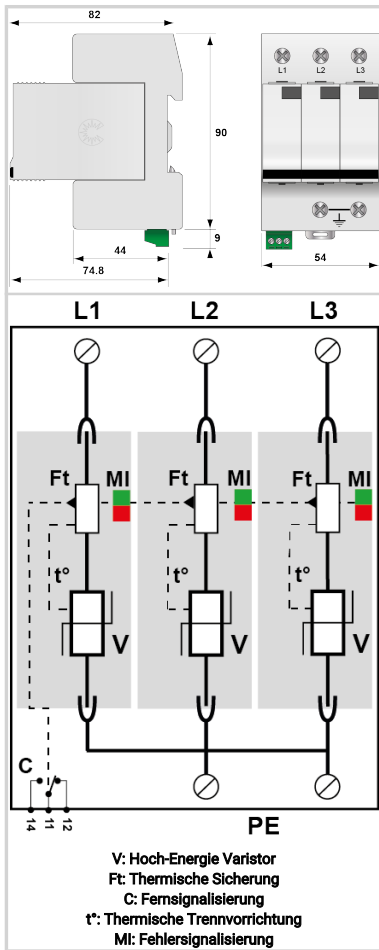 82
L1 L2 L3
90
9
44
74.8
54
L1 L2 L3
Ft MI Ft MI Ft MI
t° t° t°
V V V
C
14 11 12
PE
V: Hoch-Energie Varistor
Ft: Thermische Sicherung
C: Fernsignalisierung
t°: Thermische Trennvorrichtung
MI: Fehlersignalisierung